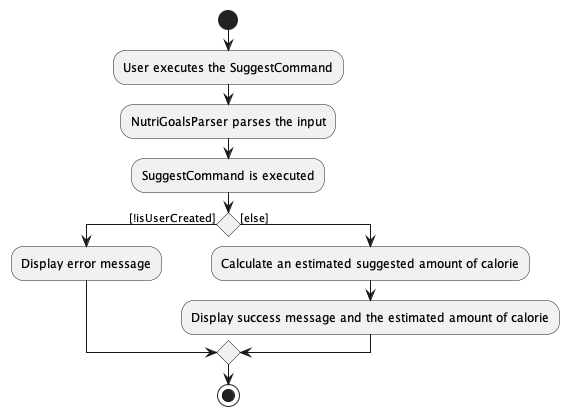 User executes the SuggestCommand
NutriGoalsParser parses the input
SuggestCommand is executed
[!isUserCreated]
[else]
Display error message
Calculate an estimated suggested amount of calorie
Display success message and the estimated amount of calorie